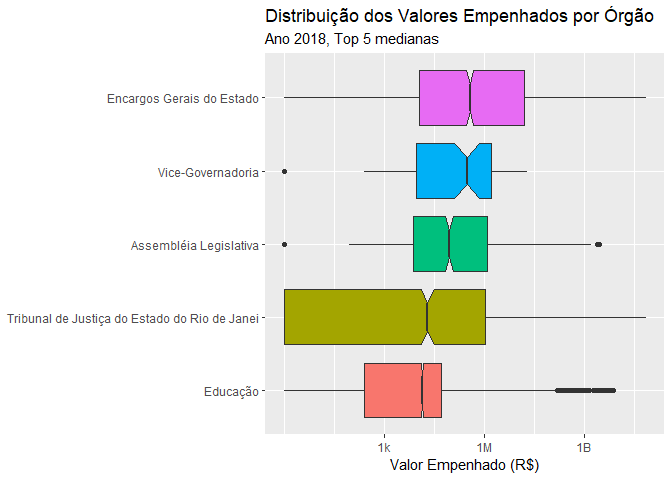 Distribuição dos Valores Empenhados por Órgão
Ano 2018, Top 5 medianas
Encargos Gerais do Estado
Vice-Governadoria
Assembléia Legislativa
Tribunal de Justiça do Estado do Rio de Janei
Educação
1k
1M
1B
Valor Empenhado (R$)